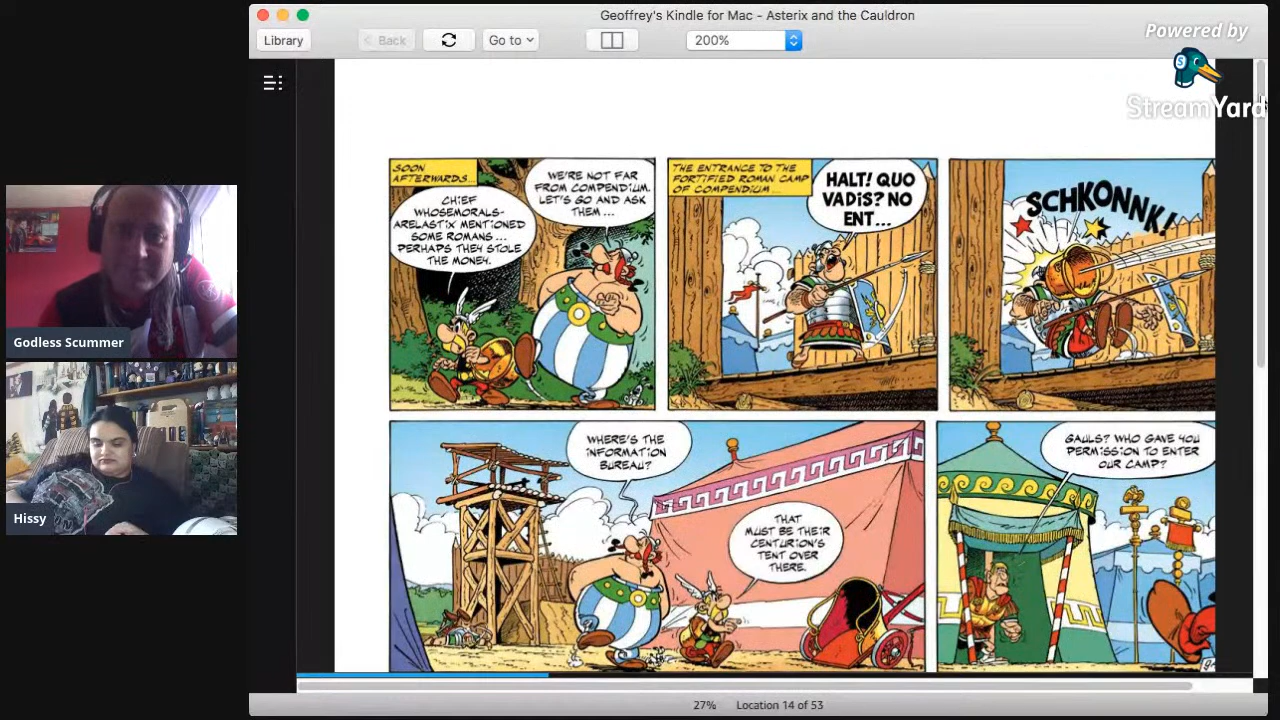 Geoffrey's Kindle for Mac - Asterix and the Cauldron
Library
Back
Go to
200%
Powered by
StreamYard
SOON
AFTERWARDS...
CHIEF
WHOSEMORALS-
ARELASTIX MENTIONED
SOME ROMANS ...
PERHAPS THEY STOLE
THE MONEY.
WE'RE NOT FAR
FROM COMPENDIUM.
LET'S GO AND ASK
THEM ...
THE ENTRANCE TO THE
FORTIFIED ROMAN CAMP
OF COMPENDIUM ...
HALT! QUO
VADIS? NO
ENT...
SCHKONNK!
WHERE'S THE
INFORMATION
BUREAU?
THAT
MUST BE THEIR
CENTURION'S
TENT OVER
THERE.
GAULS? WHO GAVE YOU
PERMISSION TO ENTER
OUR CAMP?
Godless Scummer
Hissy
27%
Location 14 of 53